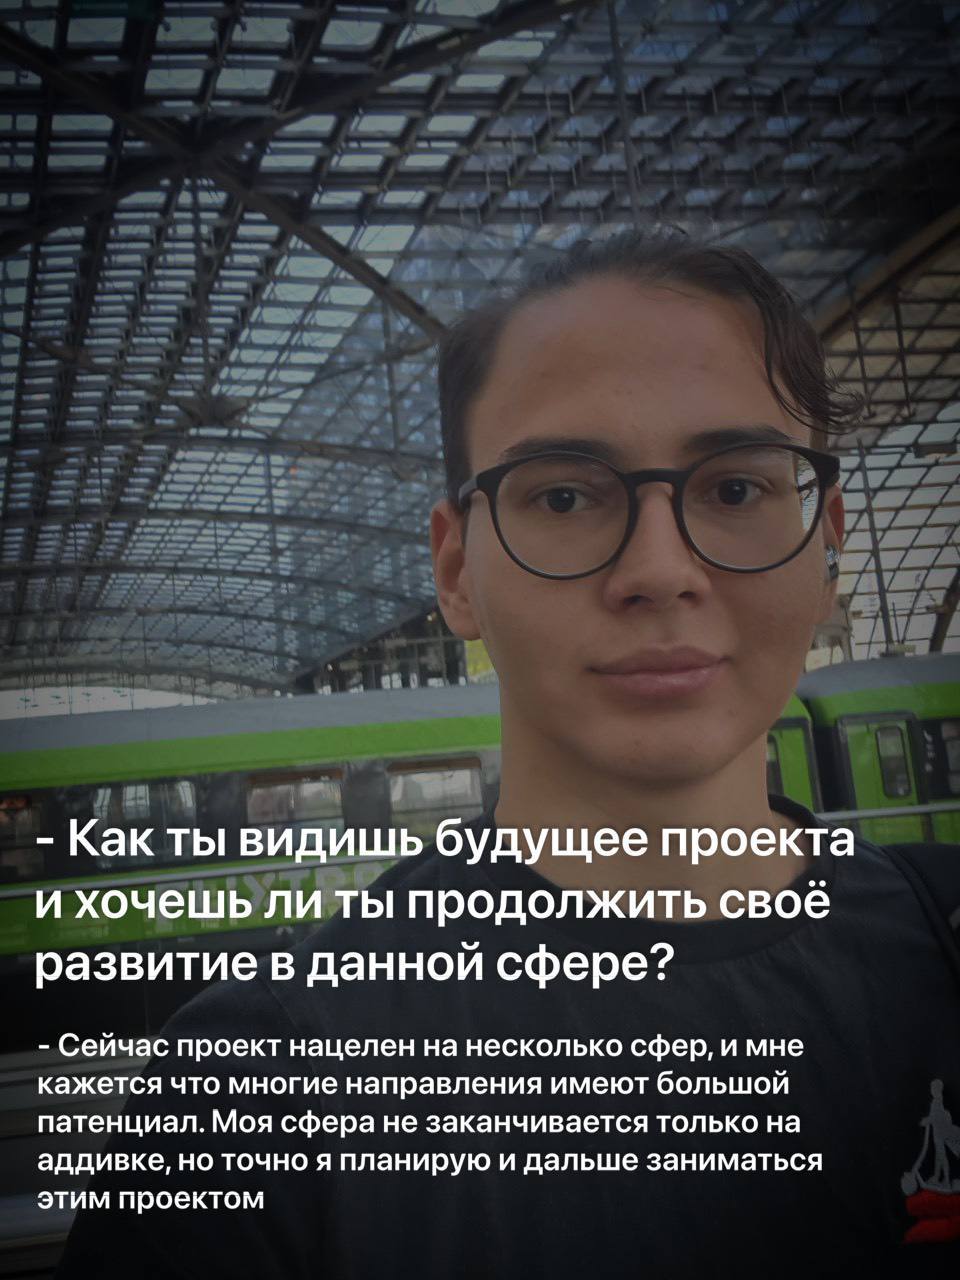 - Как ты видишь будущее проекта
и хочешь ли ты продолжить своё
развитие в данной сфере?
- Сейчас проект нацелен на несколько сфер, и мне
кажется что многие направления имеют большой
патенциал. Моя сфера не заканчивается только на
аддивке, но точно я планирую и дальше заниматься
этим проектом